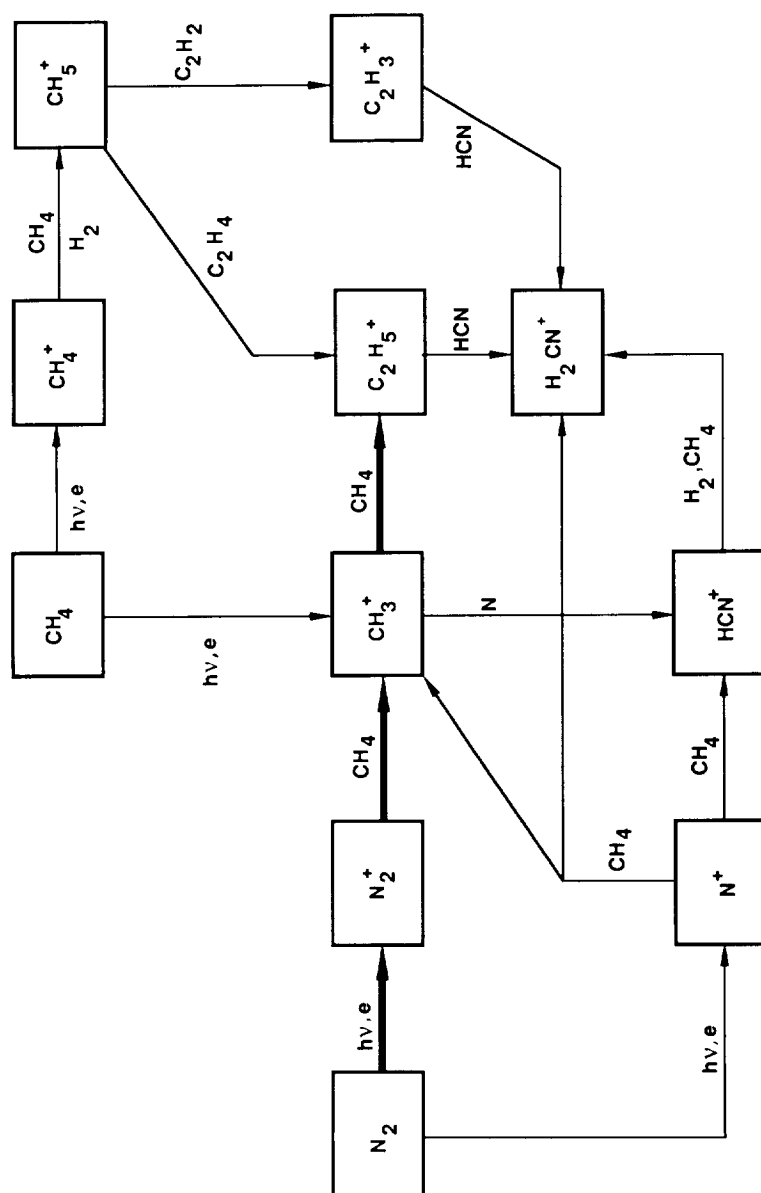 CH₅⁺
C₂H₂
C₂H₃⁺
CH₄
H₂
C₂H₄
HCN
CH₄⁺
C₂H₅⁺
HCN
H₂CN⁺
hν,e
CH₄
H₂,CH₄
CH₄
hν,e
CH₃⁺
N
HCN⁺
CH₄
CH₄
N₂⁺
CH₄
N⁺
hν,e
N₂
hν,e